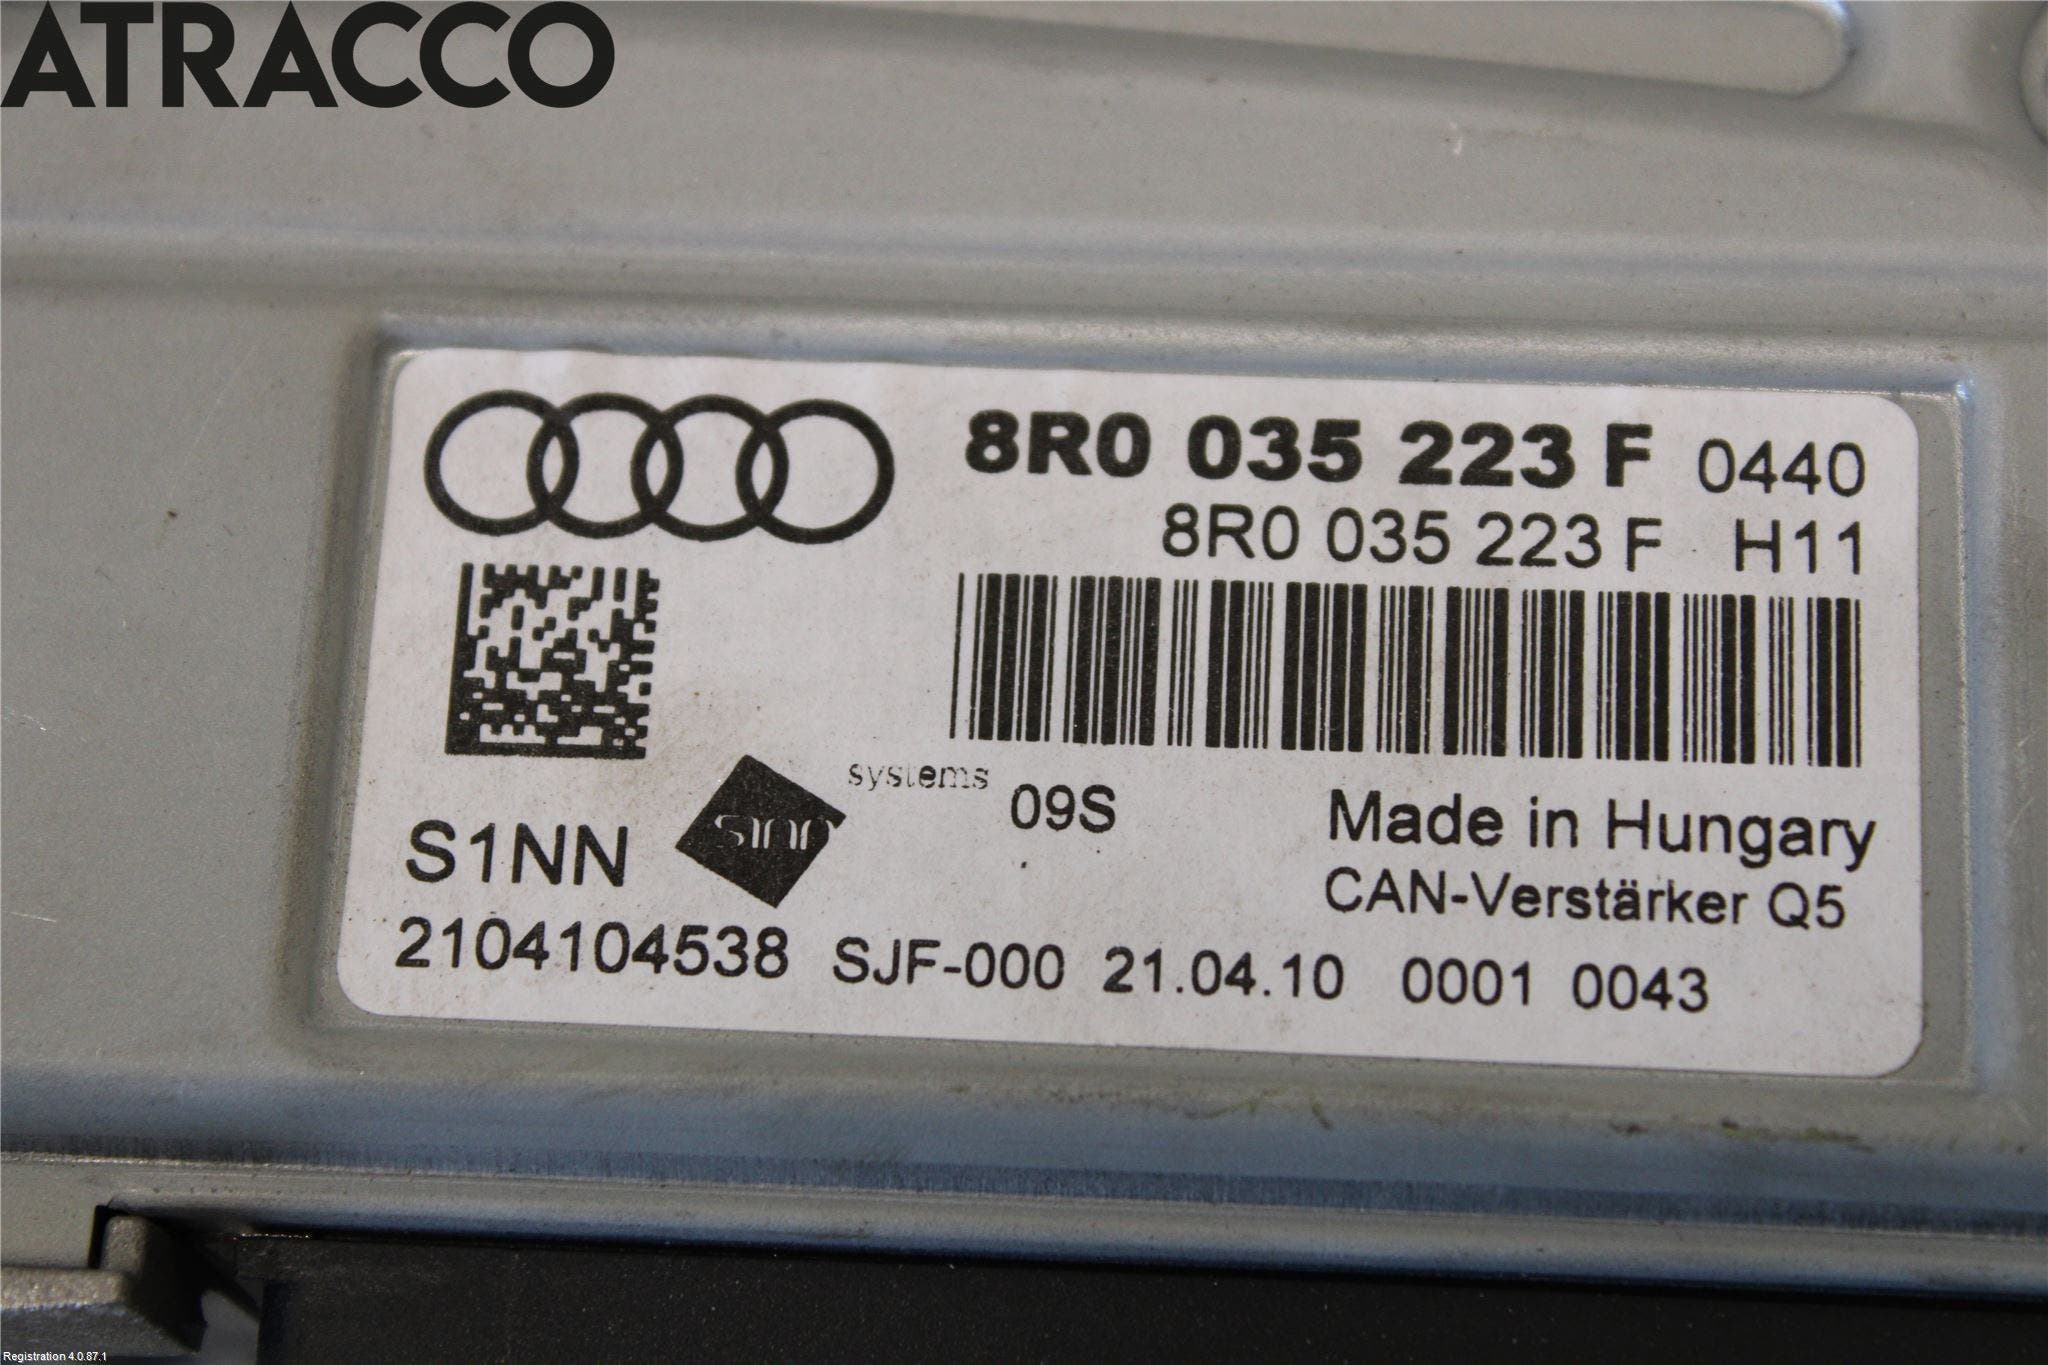 ATRACCO
8R0 035 223 F 0440
8R0 035 223 F H11
systems 09S
sinn
Made in Hungary
S1NN
CAN-Verstärker Q5
2104104538 SJF-000 21.04.10 0001 0043
Registration 4.0.87.1